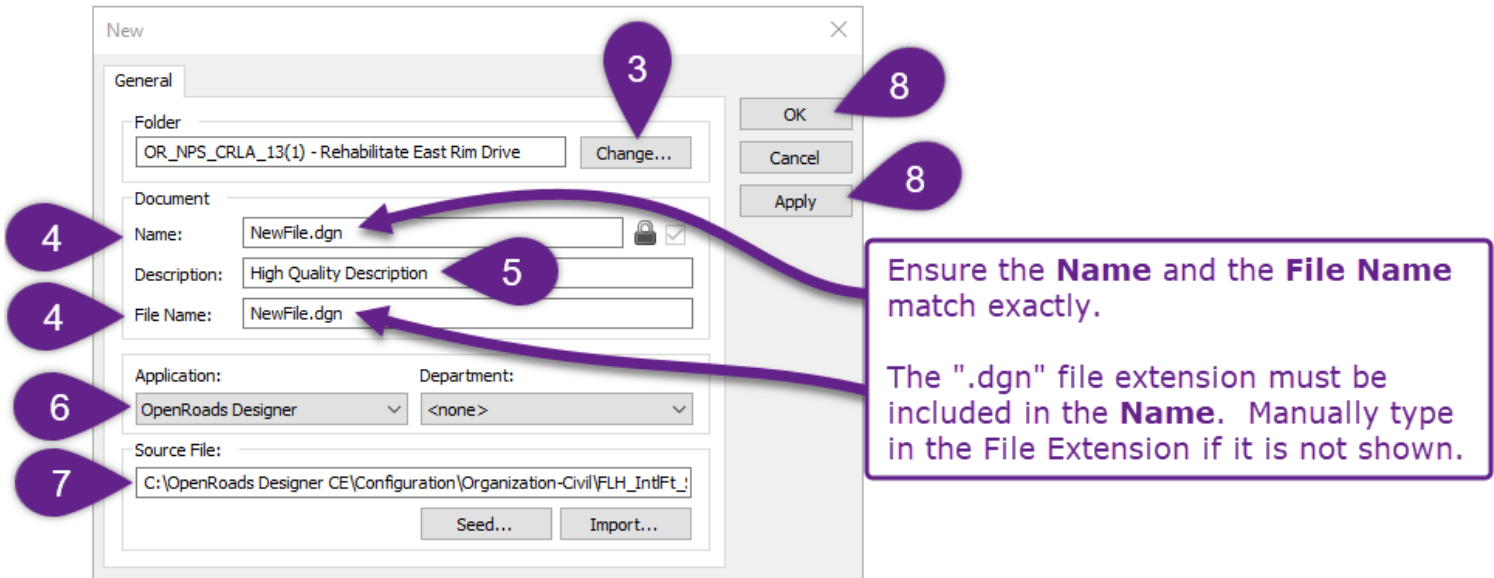 New
3
General
8
Folder
OK
OR_NPS_CRLA_13(1) - Rehabilitate East Rim Drive
Change...
Cancel
8
Document
Apply
4
Name:
NewFile.dgn
5
Description:
High Quality Description
4
File Name:
NewFile.dgn
Ensure the Name and the File Name
match exactly.
The ".dgn" file extension must be
included in the Name. Manually type
in the File Extension if it is not shown.
Application:
Department:
6
OpenRoads Designer
<none>
Source File:
7
C:\OpenRoads Designer CE\Configuration\Organization-Civil\FLH_IntlFt_
Seed...
Import...